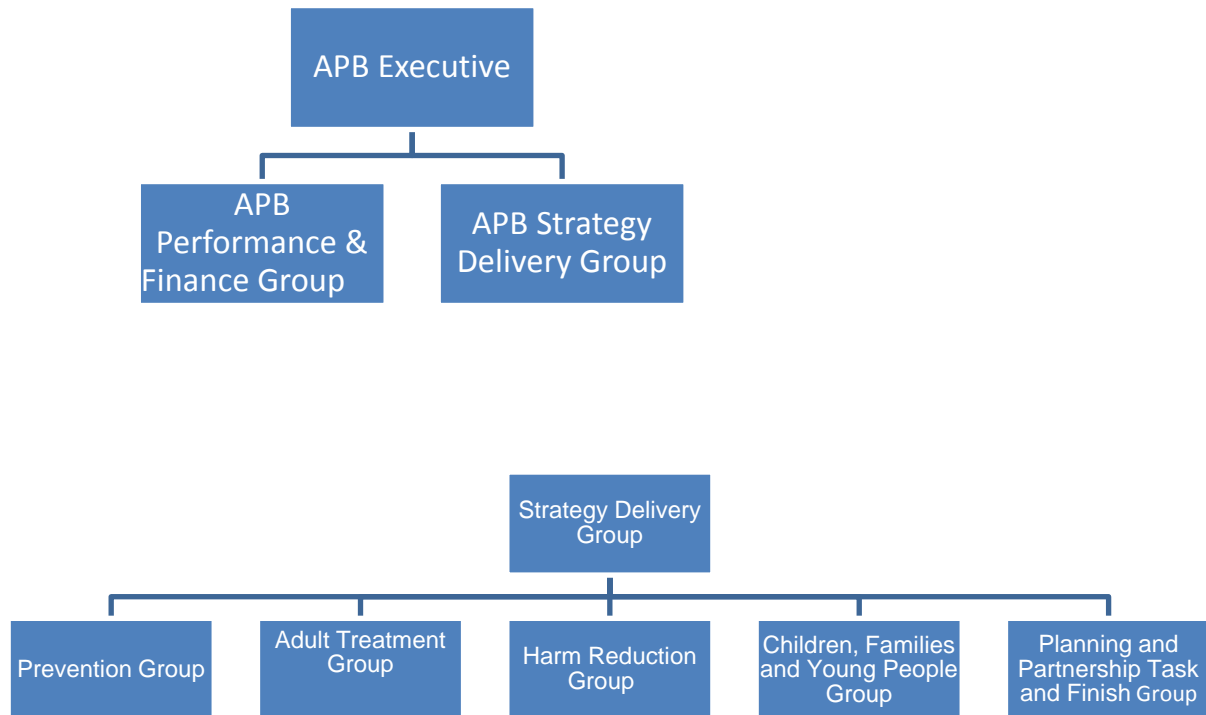 APB Executive
APB
Performance &
Finance Group
APB Strategy
Delivery Group
Strategy Delivery
Group
Prevention Group
Adult Treatment
Group
Harm Reduction
Group
Children, Families
and Young People
Group
Planning and
Partnership Task
and Finish Group